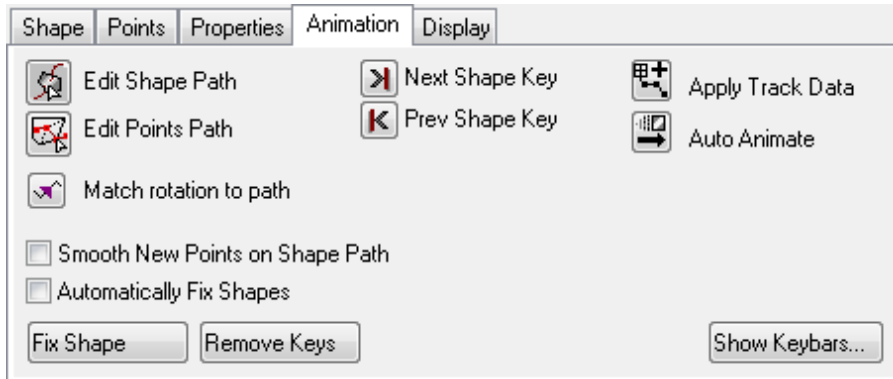 Shape Points Properties Animation Display
Edit Shape Path Next Shape Key Apply Track Data
Edit Points Path Prev Shape Key Auto Animate
Match rotation to path
Smooth New Points on Shape Path
Automatically Fix Shapes
Fix Shape Remove Keys Show Keybars...